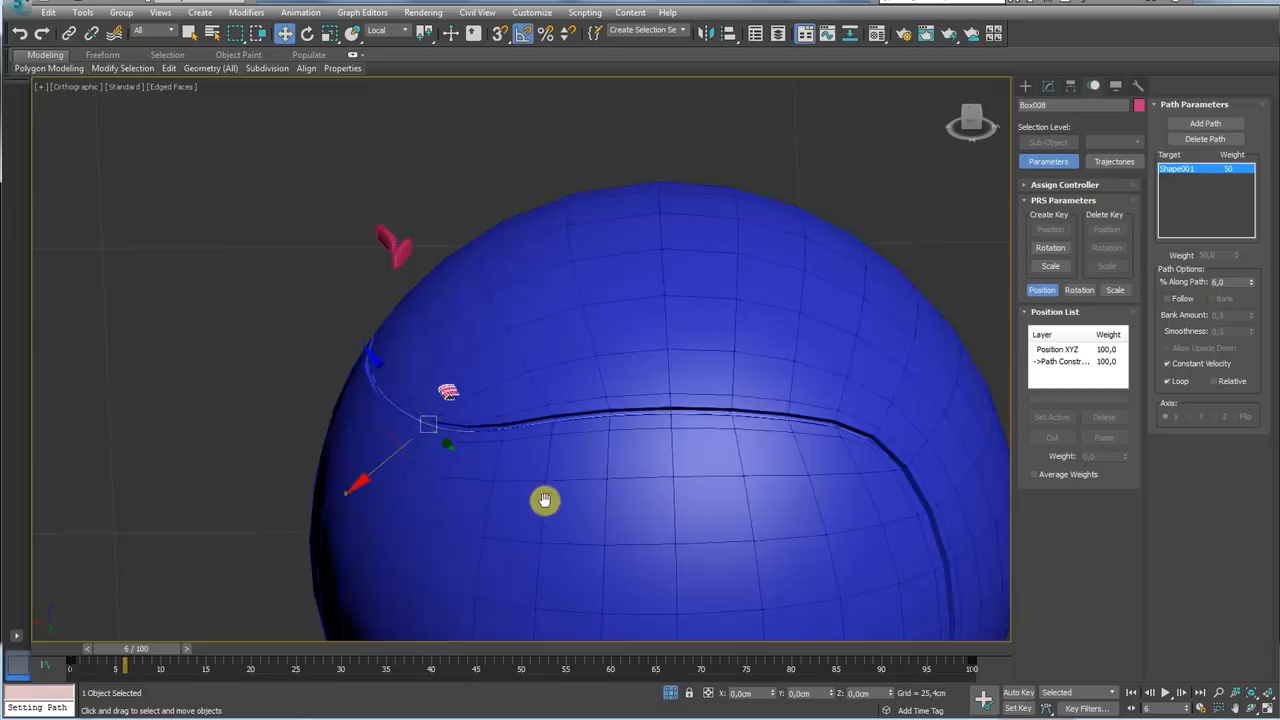 Edit Tools Group Views Create Modifiers Animation Graph Editors Rendering Civil View Customize Scripting Content Help
All Local Create Selection Se
Modeling Freeform Selection Object Paint Populate
Polygon Modeling Modify Selection Edit Geometry (All) Subdivision Align Properties
[+] [Orthographic] [Standard] [Edged Faces]
Box008
Selection Level:
Sub-Object
Parameters Trajectories
Assign Controller
PRS Parameters
Create Key Delete Key
Position Position
Rotation Rotation
Scale Scale
Position Rotation Scale
Position List
Layer Weight
Position XYZ 100,0
->Path Constr... 100,0
Set Active Delete
Cut Paste
Weight: 0,0
Average Weights
Path Parameters
Add Path
Delete Path
Target Weight
Shape001 50
Weight 50,0
Path Options:
% Along Path: 6,0
Follow Bank
Bank Amount: 0,5
Smoothness: 0,5
Allow Upside Down
Constant Velocity
Loop Relative
Axis:
X Y Z Flip
6 / 100
0 5 10 15 20 25 30 35 40 45 50 55 60 65 70 75 80 85 90 95 100
1 Object Selected X: 0,0cm Y: 0,0cm Z: 0,0cm Grid = 25,4cm Auto Key Selected
Setting Path Click and drag to select and move objects Add Time Tag Set Key Key Filters... 6